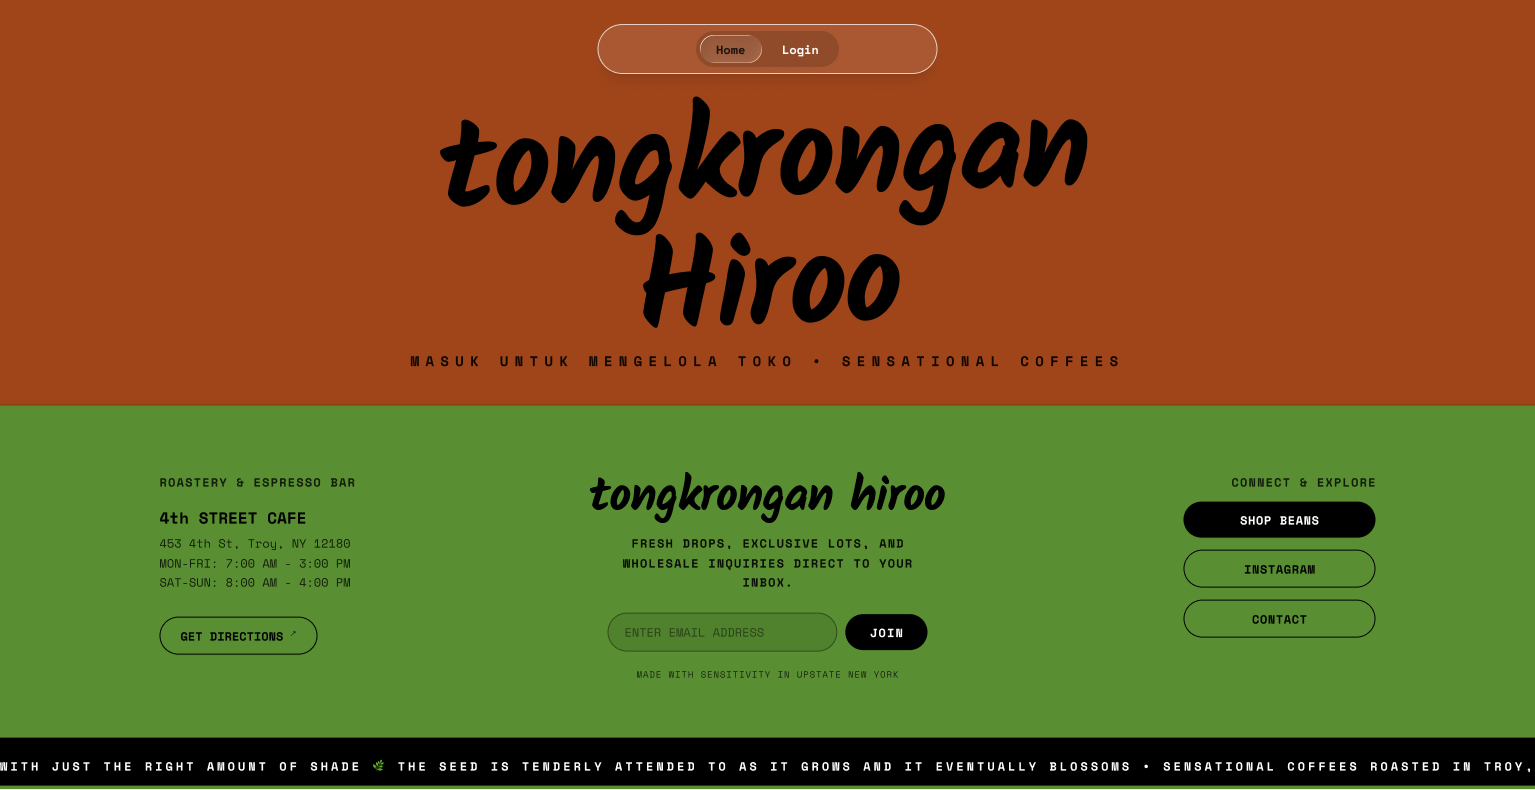 Home
Login
tongkrongan
Hiroo
MASUK UNTUK MENGELOLA TOKO • SENSATIONAL COFFEES
ROASTERY & ESPRESSO BAR
4th STREET CAFE
453 4th St, Troy, NY 12180
MON-FRI: 7:00 AM - 3:00 PM
SAT-SUN: 8:00 AM - 4:00 PM
GET DIRECTIONS ↗
tongkrongan hiroo
FRESH DROPS, EXCLUSIVE LOTS, AND
WHOLESALE INQUIRIES DIRECT TO YOUR
INBOX.
ENTER EMAIL ADDRESS
JOIN
MADE WITH SENSITIVITY IN UPSTATE NEW YORK
CONNECT & EXPLORE
SHOP BEANS
INSTAGRAM
CONTACT
WITH JUST THE RIGHT AMOUNT OF SHADE 🌿 THE SEED IS TENDERLY ATTENDED TO AS IT GROWS AND IT EVENTUALLY BLOSSOMS • SENSATIONAL COFFEES ROASTED IN TROY,